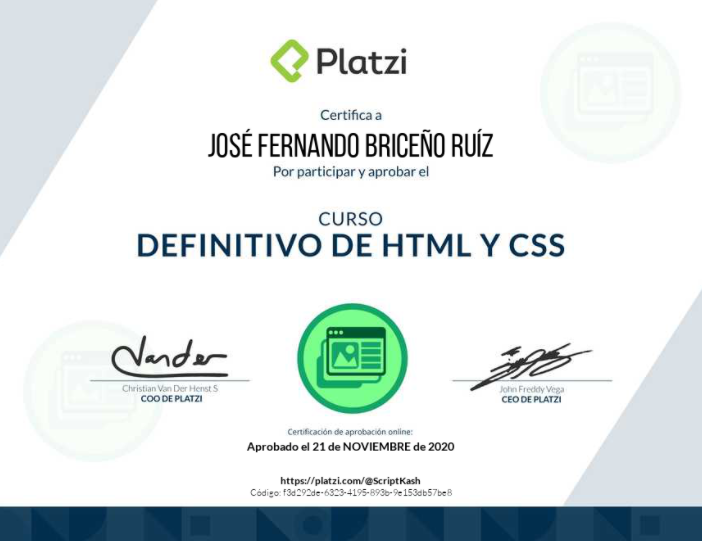 Platzi
Certifica a
JOSÉ FERNANDO BRICEÑO RUÍZ
Por participar y aprobar el
CURSO
DEFINITIVO DE HTML Y CSS
Vander
Christian Van Der Henst S
COO DE PLATZI
John Freddy Vega
CEO DE PLATZI
Certificación de aprobación online:
Aprobado el 21 de NOVIEMBRE de 2020
https://platzi.com/@ScriptKash
Código: f3d292de-6323-4195-893b-9e153db57be8